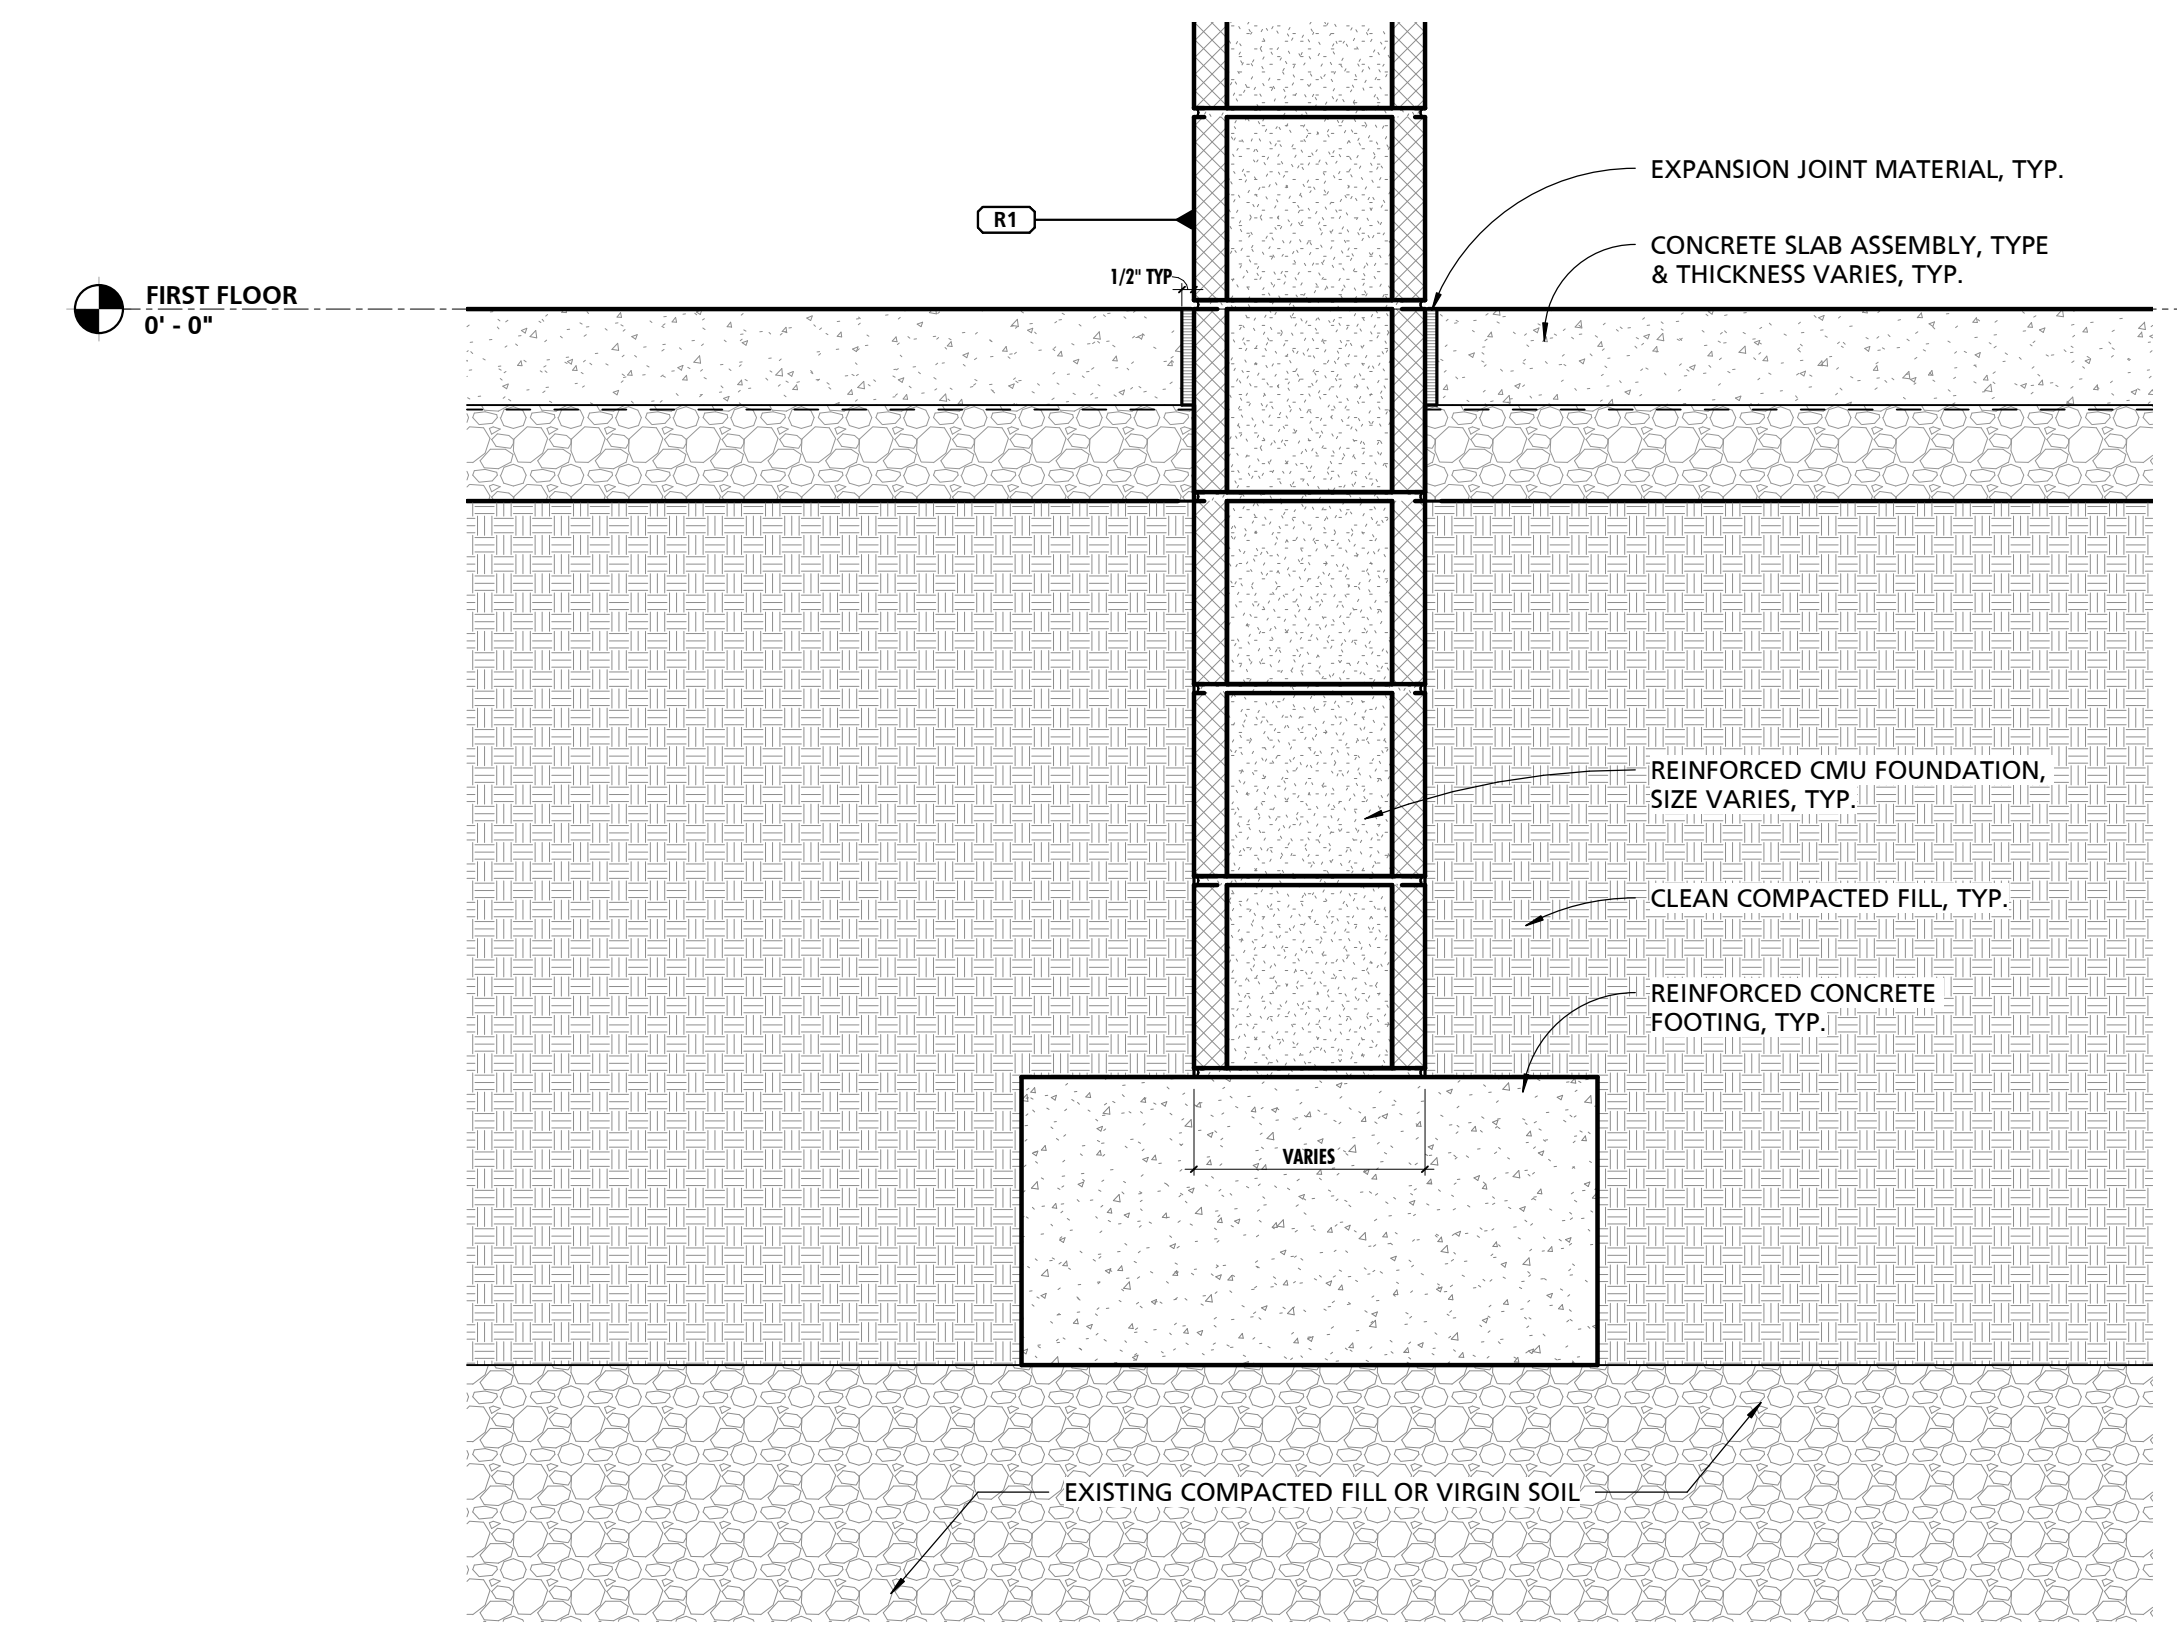 EXPANSION JOINT MATERIAL, TYP.
R1
CONCRETE SLAB ASSEMBLY, TYPE
& THICKNESS VARIES, TYP.
1/2" TYP
FIRST FLOOR
0' - 0"
REINFORCED CMU FOUNDATION,
SIZE VARIES, TYP.
CLEAN COMPACTED FILL, TYP.
REINFORCED CONCRETE
FOOTING, TYP.
VARIES
EXISTING COMPACTED FILL OR VIRGIN SOIL